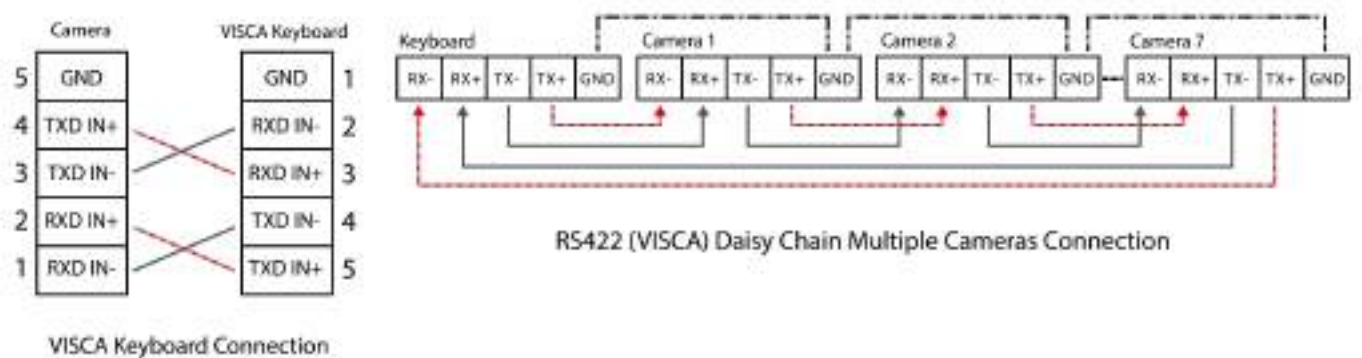 Camera VISCA Keyboard
5 GND GND 1
4 TXD IN+ RXD IN- 2
3 TXD IN- RXD IN+ 3
2 RXD IN+ TXD IN- 4
1 RXD IN- TXD IN+ 5
VISCA Keyboard Connection
Keyboard Camera 1 Camera 2 Camera 7
RX- RX+ TX- TX+ GND RX- RX+ TX- TX+ GND RX- RX+ TX- TX+ GND RX- RX+ TX- TX+ GND
RS422 (VISCA) Daisy Chain Multiple Cameras Connection